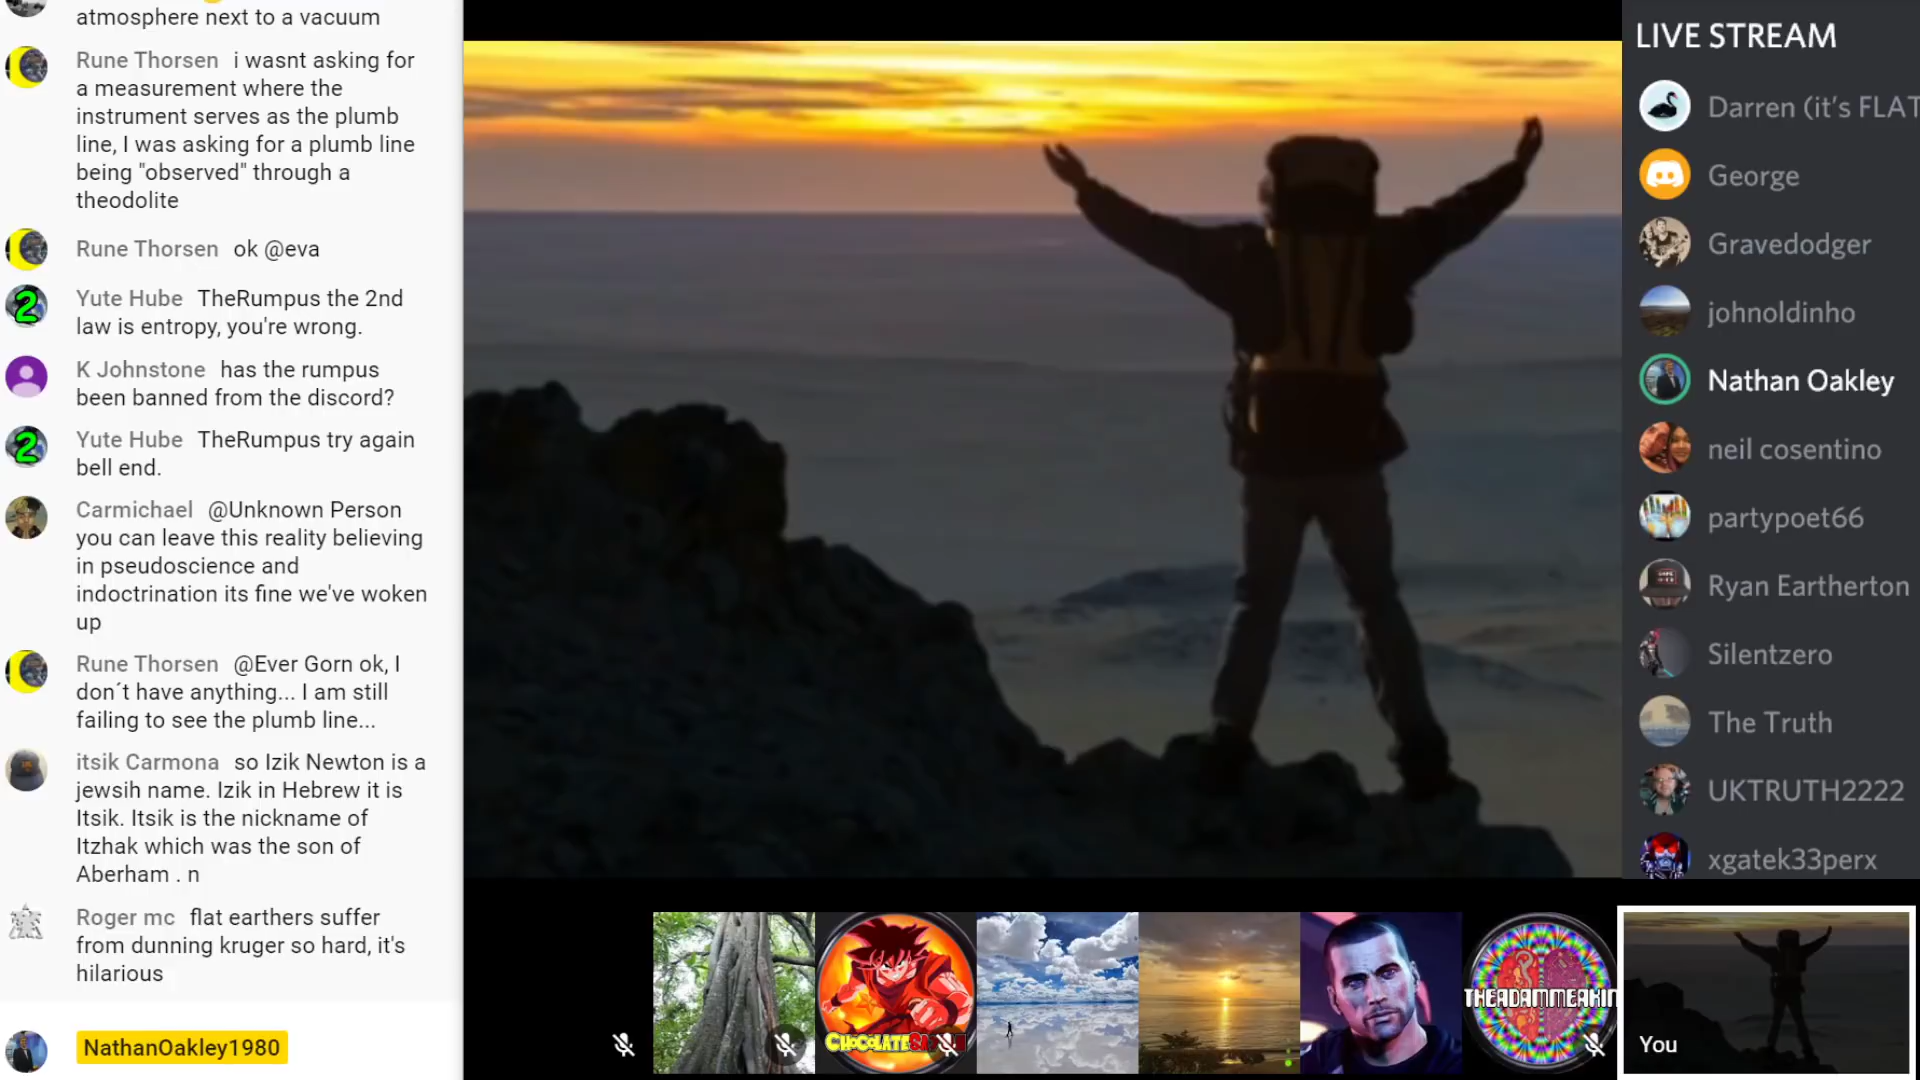 atmosphere next to a vacuum
Rune Thorsen i wasnt asking for
a measurement where the
instrument serves as the plumb
line, I was asking for a plumb line
being "observed" through a
theodolite
Rune Thorsen ok @eva
Yute Hube TheRumpus the 2nd
law is entropy, you're wrong.
K Johnstone has the rumpus
been banned from the discord?
Yute Hube TheRumpus try again
bell end.
Carmichael @Unknown Person
you can leave this reality believing
in pseudoscience and
indoctrination its fine we've woken
up
Rune Thorsen @Ever Gorn ok, I
don´t have anything... I am still
failing to see the plumb line...
itsik Carmona so Izik Newton is a
jewsih name. Izik in Hebrew it is
Itsik. Itsik is the nickname of
Itzhak which was the son of
Aberham . n
Roger mc flat earthers suffer
from dunning kruger so hard, it's
hilarious
NathanOakley1980
LIVE STREAM
Darren (it's FLAT
George
Gravedodger
johnoldinho
Nathan Oakley
neil cosentino
partypoet66
Ryan Eartherton
Silentzero
The Truth
UKTRUTH2222
xgatek33perx
THEADAMMEAKIN
You